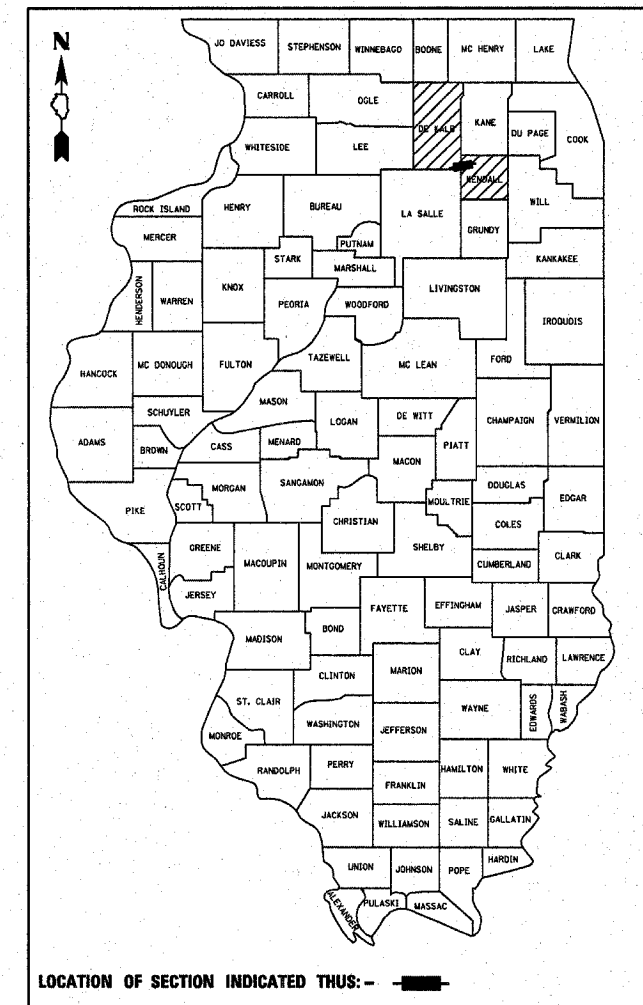 N
JO DAVIESS STEPHENSON WINNEBAGO BOONE MC HENRY LAKE
CARROLL OGLE DE KALB KANE DU PAGE COOK
WHITESIDE LEE KENDALL WILL
ROCK ISLAND HENRY BUREAU LA SALLE GRUNDY
MERCER PUTNAM KANKAKEE
HENDERSON WARREN KNOX STARK MARSHALL LIVINGSTON
PEORIA WOODFORD IROQUOIS
HANCOCK MC DONOUGH FULTON TAZEWELL MC LEAN FORD
SCHUYLER MASON LOGAN DE WITT CHAMPAIGN VERMILION
ADAMS BROWN CASS MENARD MACON PIATT
PIKE SCOTT MORGAN SANGAMON CHRISTIAN MOULTRIE DOUGLAS EDGAR
COLES
CALHOUN GREENE MACOUPIN MONTGOMERY SHELBY CUMBERLAND CLARK
JERSEY FAYETTE EFFINGHAM JASPER CRAWFORD
MADISON BOND
CLAY RICHLAND LAWRENCE
CLINTON MARION
ST. CLAIR WAYNE EDWARDS WABASH
WASHINGTON JEFFERSON
MONROE
RANDOLPH PERRY HAMILTON WHITE
FRANKLIN
JACKSON WILLIAMSON SALINE GALLATIN
UNION JOHNSON POPE HARDIN
ALEXANDER PULASKI MASSAC
LOCATION OF SECTION INDICATED THUS: -